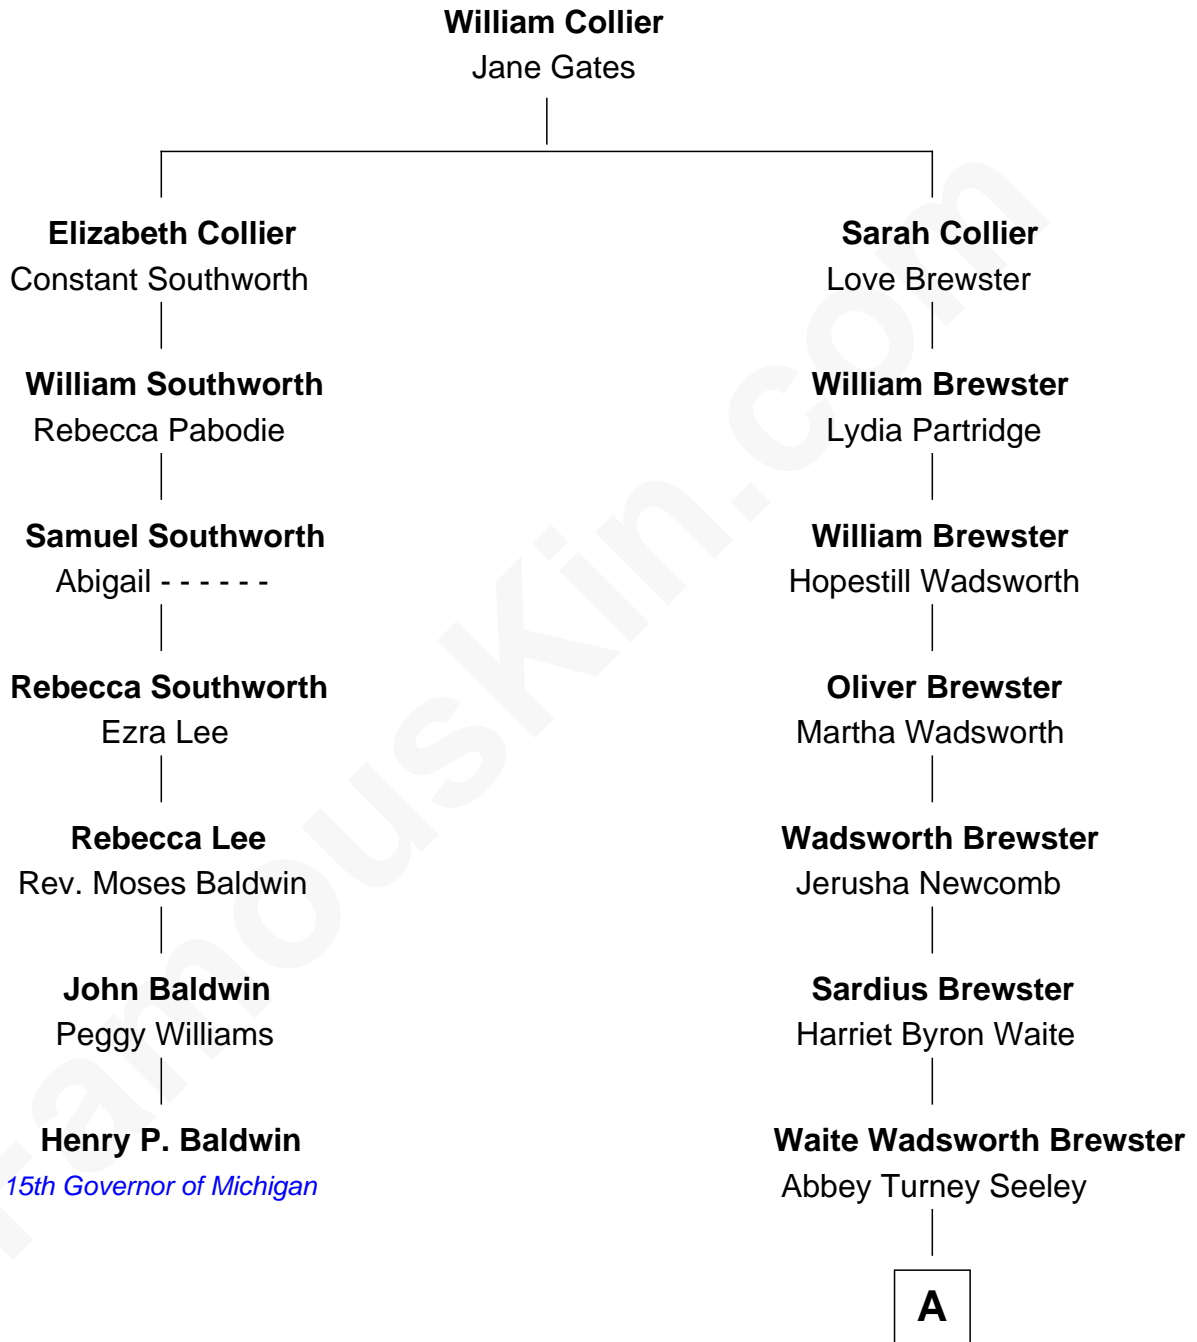 William Collier
Jane Gates
Elizabeth Collier
Constant Southworth
William Southworth
Rebecca Pabodie
Samuel Southworth
Abigail - - - - - -
Rebecca Southworth
Ezra Lee
Rebecca Lee
Rev. Moses Baldwin
John Baldwin
Peggy Williams
Henry P. Baldwin
15th Governor of Michigan
Sarah Collier
Love Brewster
William Brewster
Lydia Partridge
William Brewster
Hopestill Wadsworth
Oliver Brewster
Martha Wadsworth
Wadsworth Brewster
Jerusha Newcomb
Sardius Brewster
Harriet Byron Waite
Waite Wadsworth Brewster
Abbey Turney Seeley
A
FamousKin.com